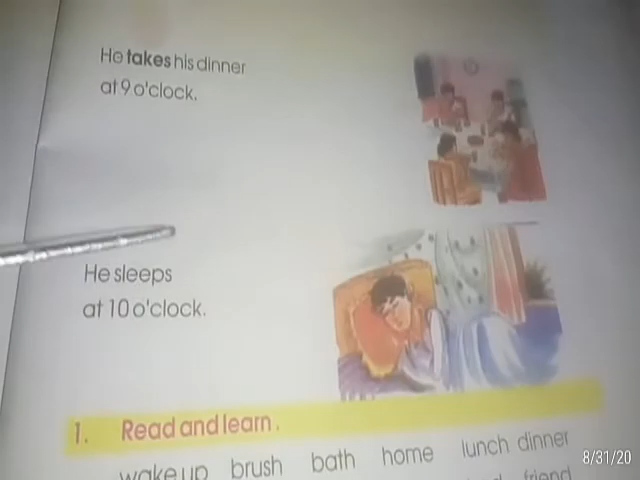 He takes his dinner
at 9 o'clock.
He sleeps
at 10 o'clock.
1. Read and learn.
wake up brush bath home lunch dinner
friend
8/31/20